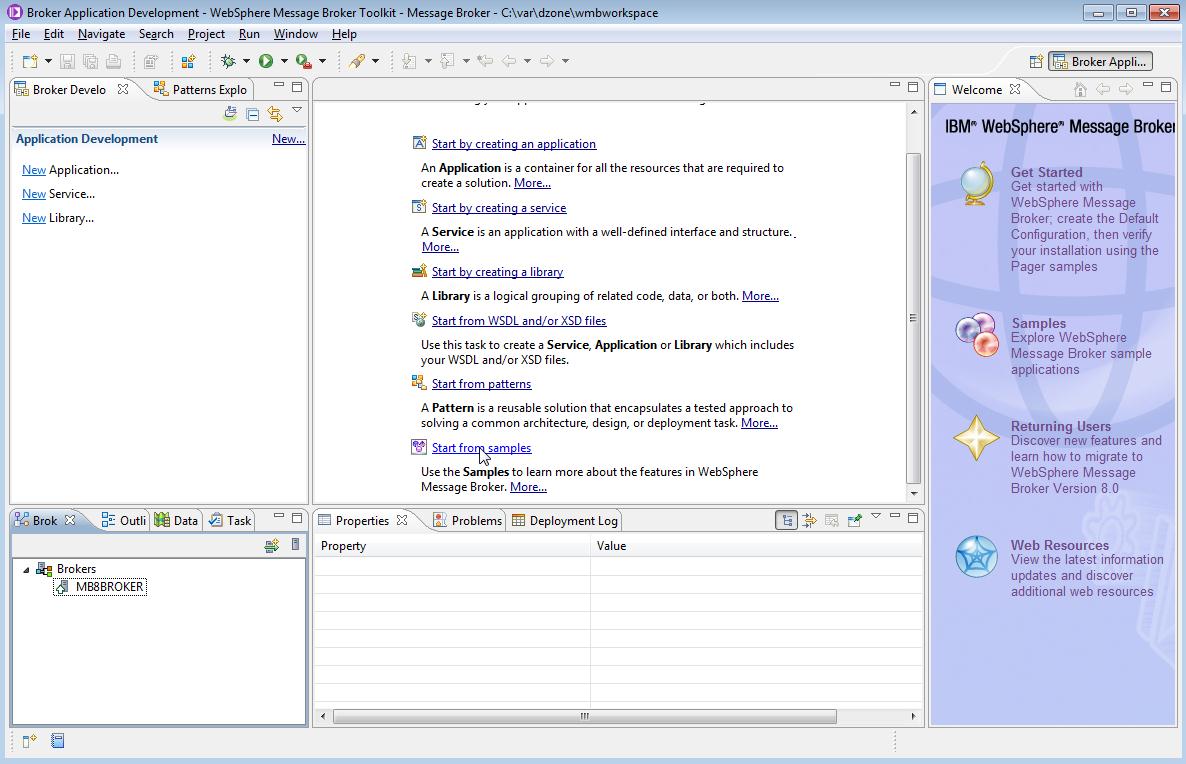 Broker Application Development - WebSphere Message Broker Toolkit - Message Broker - C:\var\dzone\wmbworkspace
File Edit Navigate Search Project Run Window Help
Broker Appli...
Broker Develo
Patterns Explo
Application Development
New...
New Application...
New Service...
New Library...
Start by creating an application
An Application is a container for all the resources that are required to
create a solution. More...
Start by creating a service
A Service is an application with a well-defined interface and structure.
More...
Start by creating a library
A Library is a logical grouping of related code, data, or both. More...
Start from WSDL and/or XSD files
Use this task to create a Service, Application or Library which includes
your WSDL and/or XSD files.
Start from patterns
A Pattern is a reusable solution that encapsulates a tested approach to
solving a common architecture, design, or deployment task. More...
Start from samples
Use the Samples to learn more about the features in WebSphere
Message Broker. More...
Welcome
IBM® WebSphere® Message Broker
Get Started
Get started with
WebSphere Message
Broker; create the Default
Configuration, then verify
your installation using the
Pager samples
Samples
Explore WebSphere
Message Broker sample
applications
Returning Users
Discover new features and
learn how to migrate to
WebSphere Message
Broker Version 8.0
Web Resources
View the latest information
updates and discover
additional web resources
Brok
Outli
Data
Task
Brokers
MB8BROKER
Properties
Problems
Deployment Log
Property Value